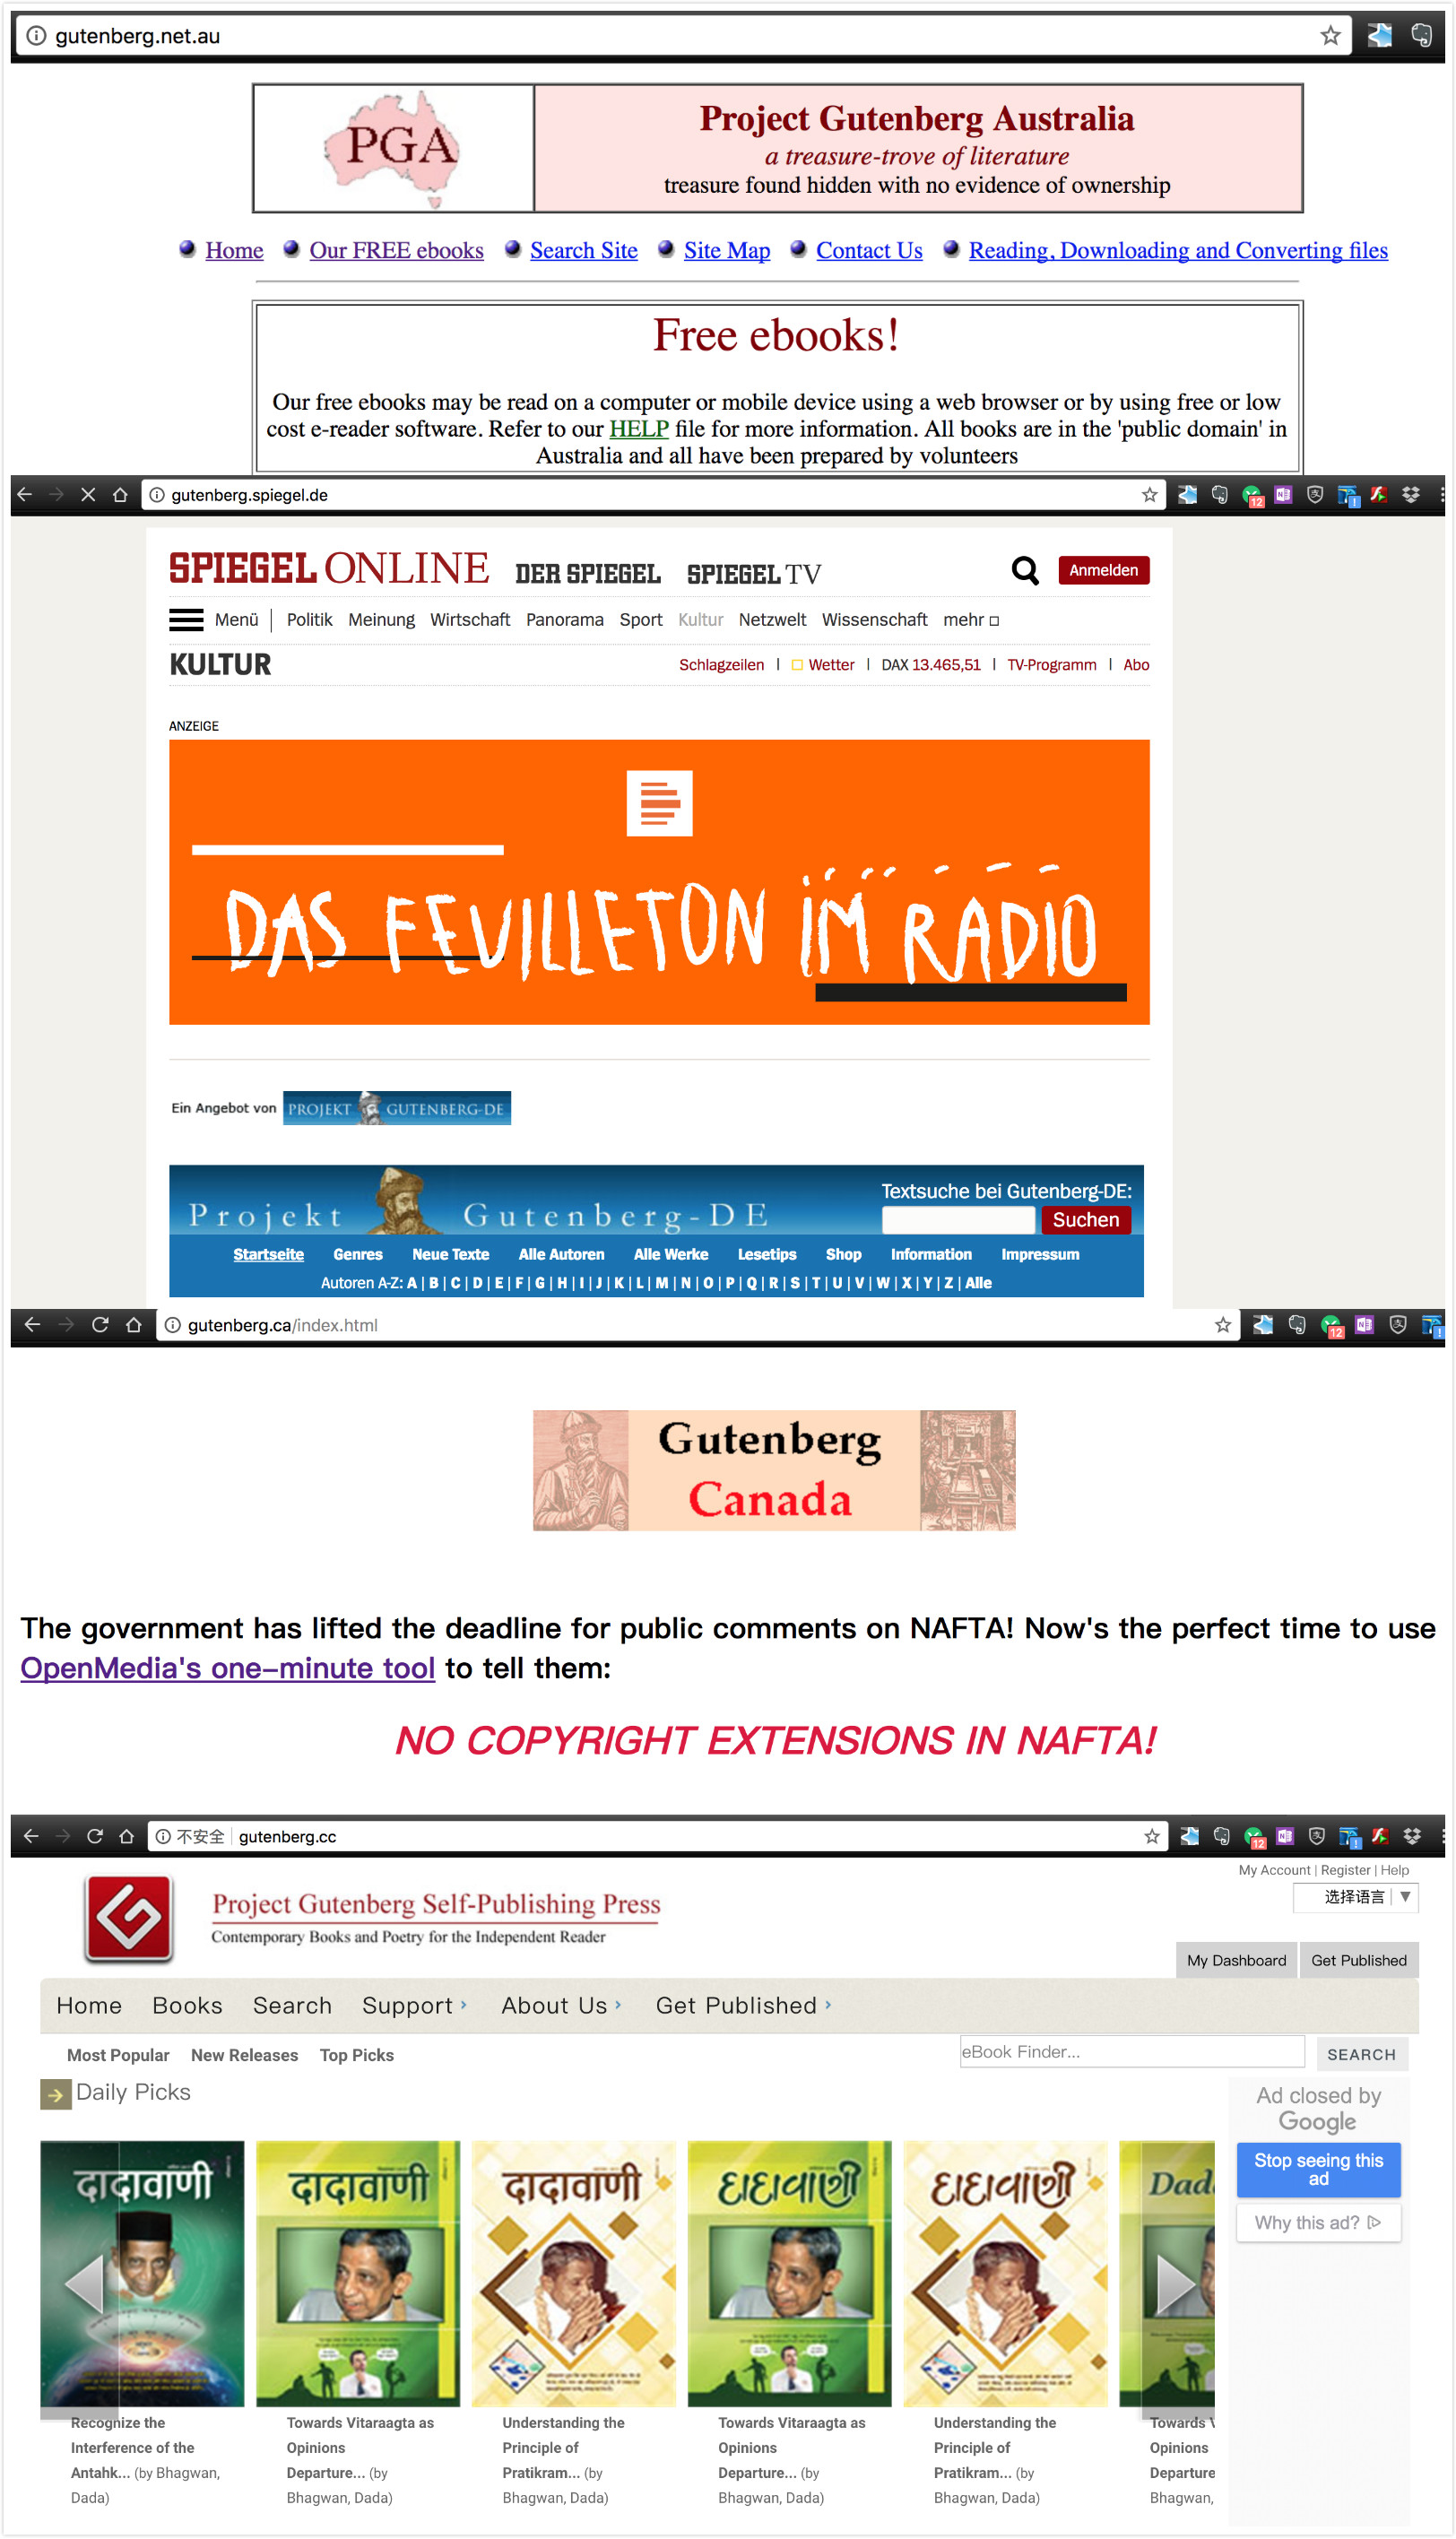 gutenberg.net.au
PGA
Project Gutenberg Australia
a treasure-trove of literature
treasure found hidden with no evidence of ownership
Home Our FREE ebooks Search Site Site Map Contact Us Reading, Downloading and Converting files
Free ebooks!
Our free ebooks may be read on a computer or mobile device using a web browser or by using free or low
cost e-reader software. Refer to our HELP file for more information. All books are in the 'public domain' in
Australia and all have been prepared by volunteers
gutenberg.spiegel.de
12
SPIEGEL ONLINE DER SPIEGEL SPIEGEL TV Anmelden
Menü Politik Meinung Wirtschaft Panorama Sport Kultur Netzwelt Wissenschaft mehr
KULTUR
Schlagzeilen | Wetter | DAX 13.465,51 | TV-Programm | Abo
ANZEIGE
DAS FEUILLETON IM RADIO
Ein Angebot von PROJEKT GUTENBERG-DE
Projekt Gutenberg-DE
Textsuche bei Gutenberg-DE:
Suchen
Startseite Genres Neue Texte Alle Autoren Alle Werke Lesetips Shop Information Impressum
Autoren A-Z: A | B | C | D | E | F | G | H | I | J | K | L | M | N | O | P | Q | R | S | T | U | V | W | X | Y | Z | Alle
gutenberg.ca/index.html
12
Gutenberg
Canada
The government has lifted the deadline for public comments on NAFTA! Now's the perfect time to use
OpenMedia's one-minute tool to tell them:
NO COPYRIGHT EXTENSIONS IN NAFTA!
不安全 gutenberg.cc
12
My Account | Register | Help
选择语言
Project Gutenberg Self-Publishing Press
Contemporary Books and Poetry for the Independent Reader
My Dashboard Get Published
Home Books Search Support About Us Get Published
Most Popular New Releases Top Picks
eBook Finder... SEARCH
Daily Picks
Ad closed by
Google
Stop seeing this
ad
Why this ad?
दादावाणी दादावाणी दादावाणी દાદાવાણી દાદાવાણી Dad
Recognize the
Interference of the
Antahk... (by Bhagwan,
Dada)
Towards Vitaraagta as
Opinions
Departure... (by
Bhagwan, Dada)
Understanding the
Principle of
Pratikram... (by
Bhagwan, Dada)
Towards Vitaraagta as
Opinions
Departure... (by
Bhagwan, Dada)
Understanding the
Principle of
Pratikram... (by
Bhagwan, Dada)
Towards
Opinions
Departure
Bhagwan,